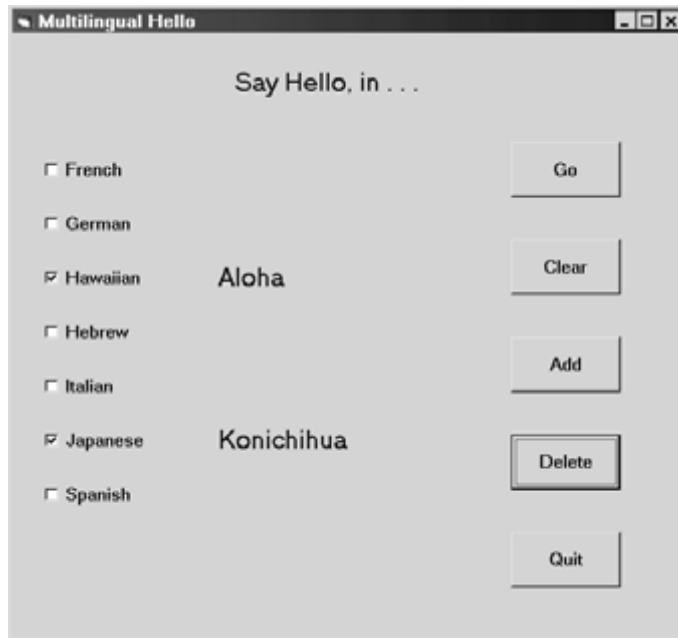 Multilingual Hello
Say Hello, in . . .
French
Go
German
Hawaiian
Aloha
Clear
Hebrew
Add
Italian
Japanese
Konichihua
Delete
Spanish
Quit